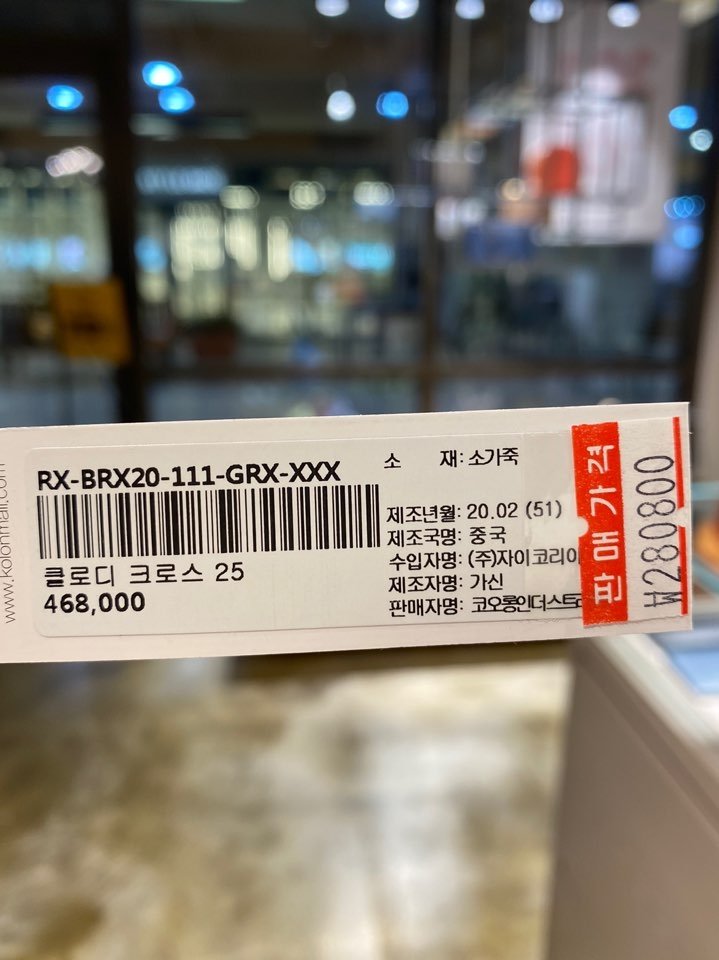 www.kolonmall.com
RX-BRX20-111-GRX-XXX
클로디 크로스 25
468,000
소 재: 소가죽
제조년월: 20.02 (51)
제조국명: 중국
수입자명: (주)자이코리아
제조자명: 가신
판매자명: 코오롱인더스트
판매가격
₩280800